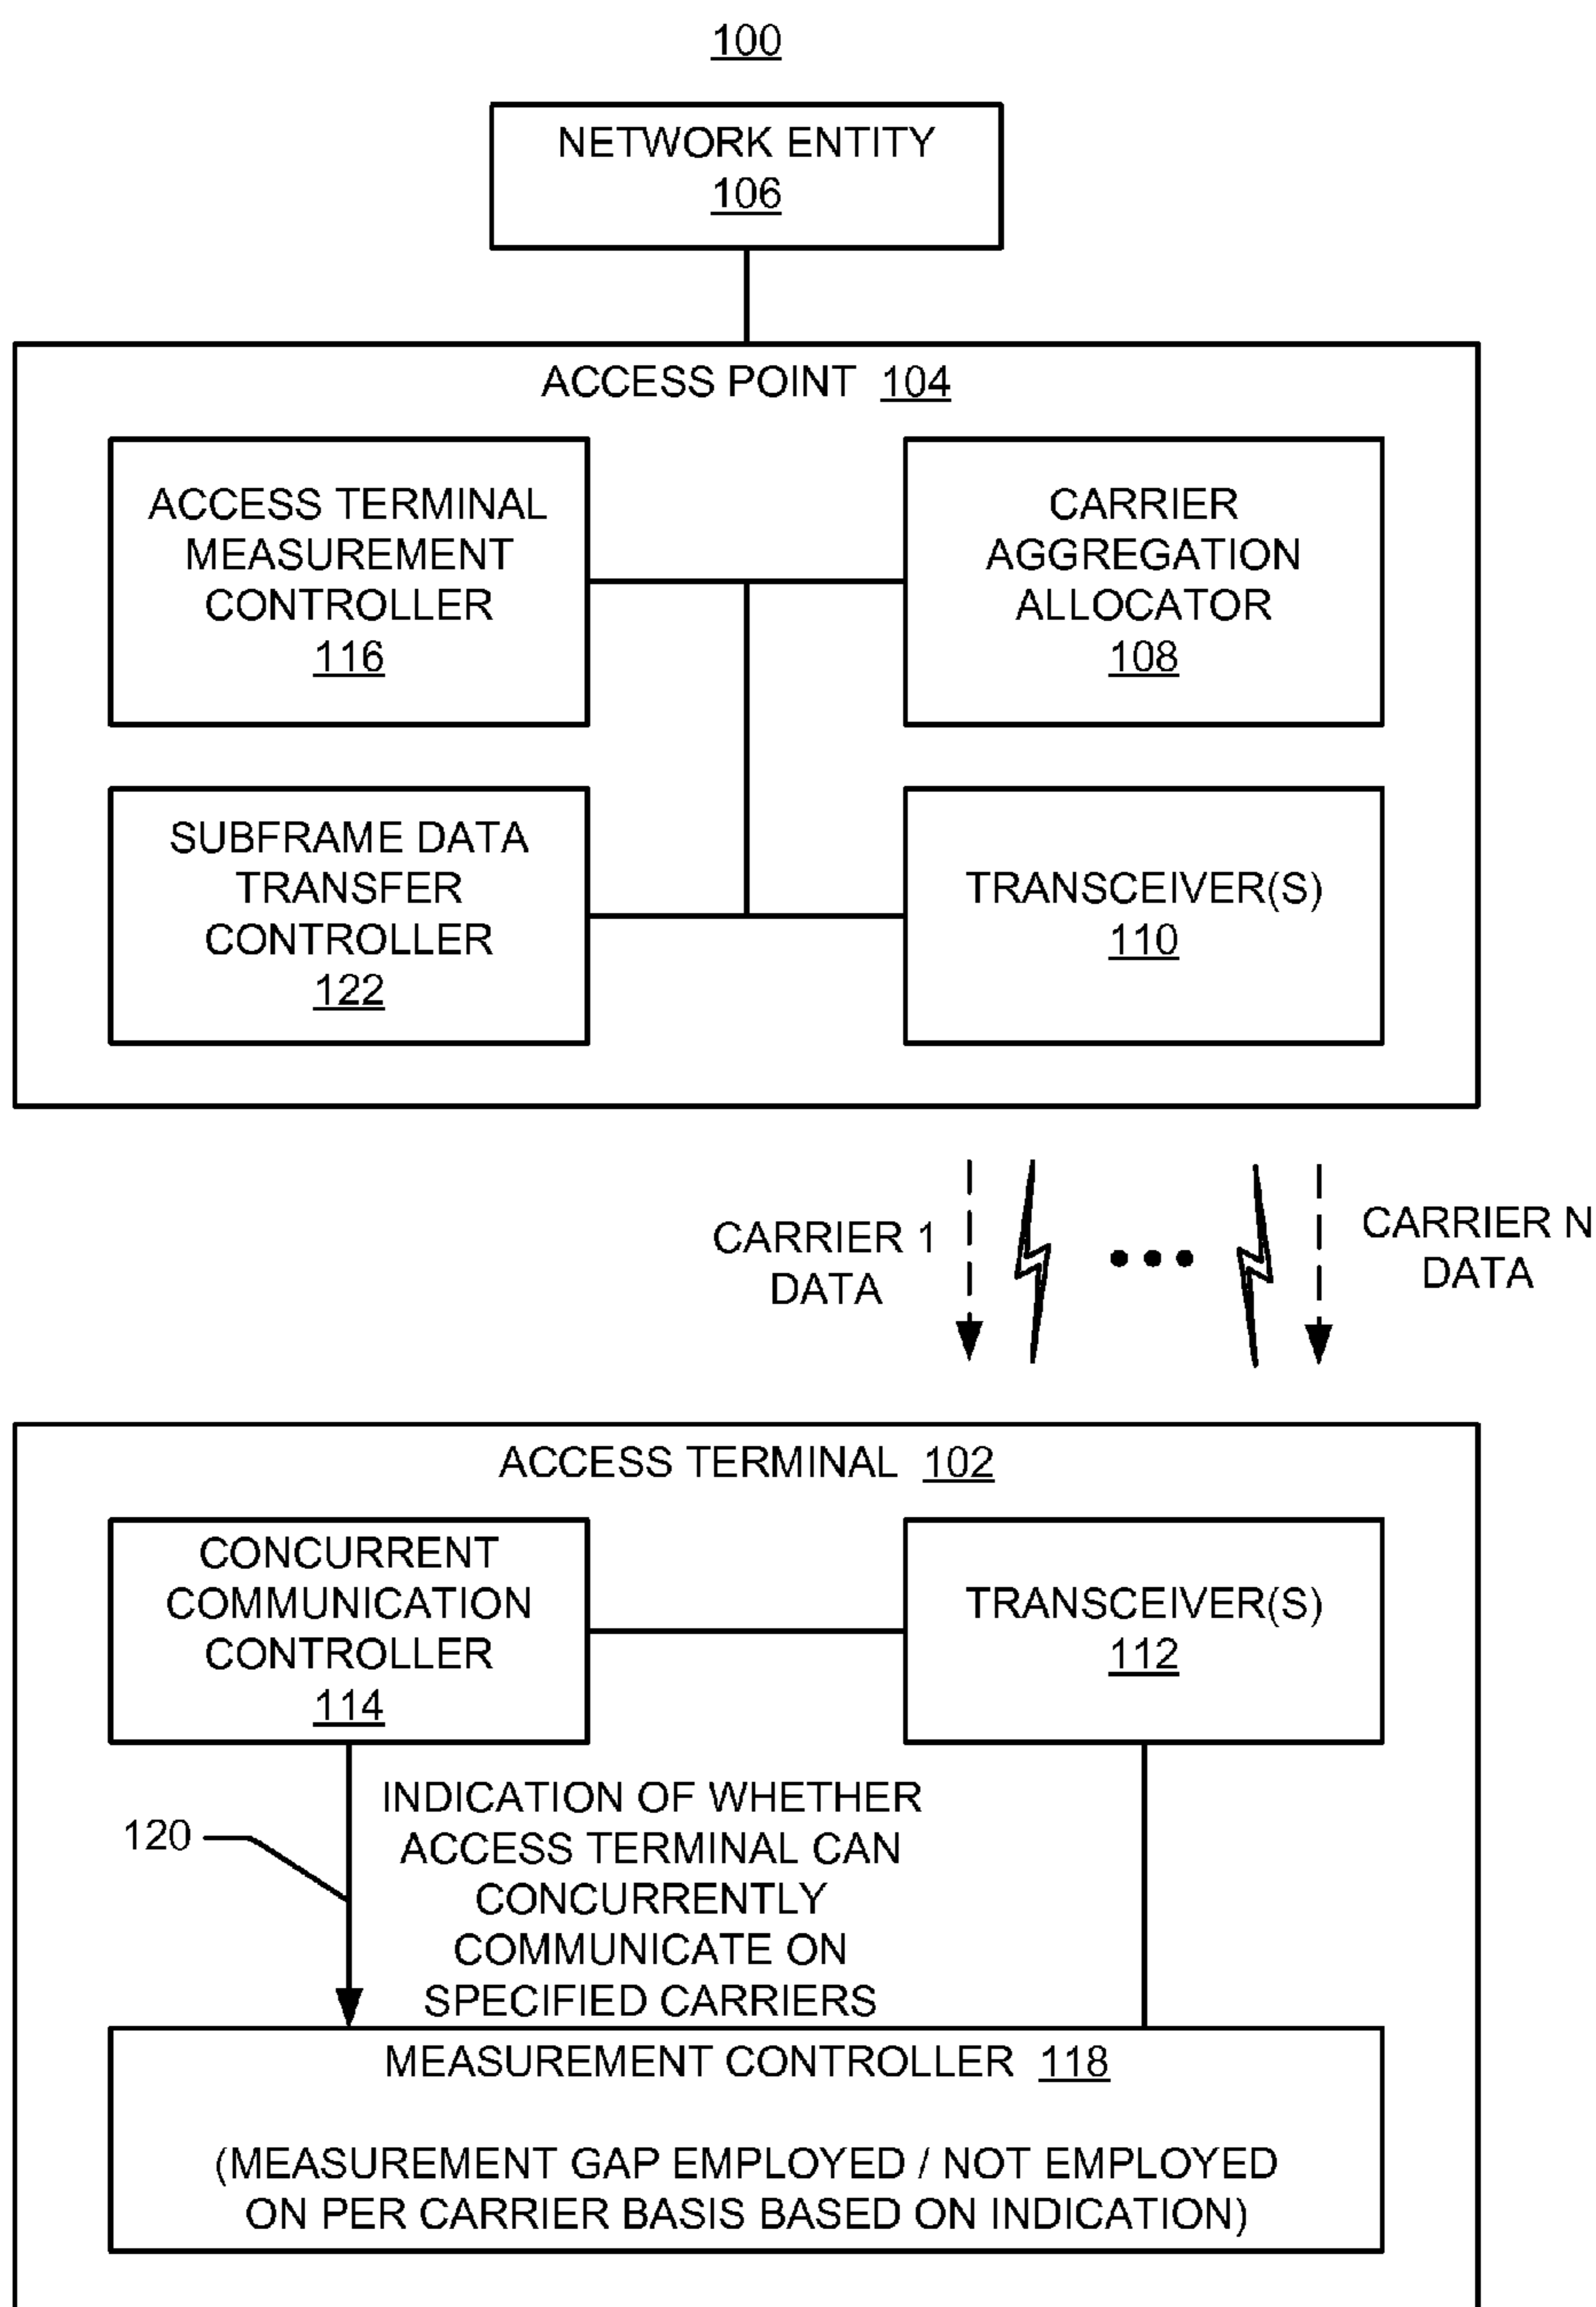 100
NETWORK ENTITY
106
ACCESS POINT 104
ACCESS TERMINAL
MEASUREMENT
CONTROLLER
116
CARRIER
AGGREGATION
ALLOCATOR
108
SUBFRAME DATA
TRANSFER
CONTROLLER
122
TRANSCEIVER(S)
110
CARRIER 1
DATA
CARRIER N
DATA
ACCESS TERMINAL 102
CONCURRENT
COMMUNICATION
CONTROLLER
114
TRANSCEIVER(S)
112
120
INDICATION OF WHETHER
ACCESS TERMINAL CAN
CONCURRENTLY
COMMUNICATE ON
SPECIFIED CARRIERS
MEASUREMENT CONTROLLER 118
(MEASUREMENT GAP EMPLOYED / NOT EMPLOYED
ON PER CARRIER BASIS BASED ON INDICATION)